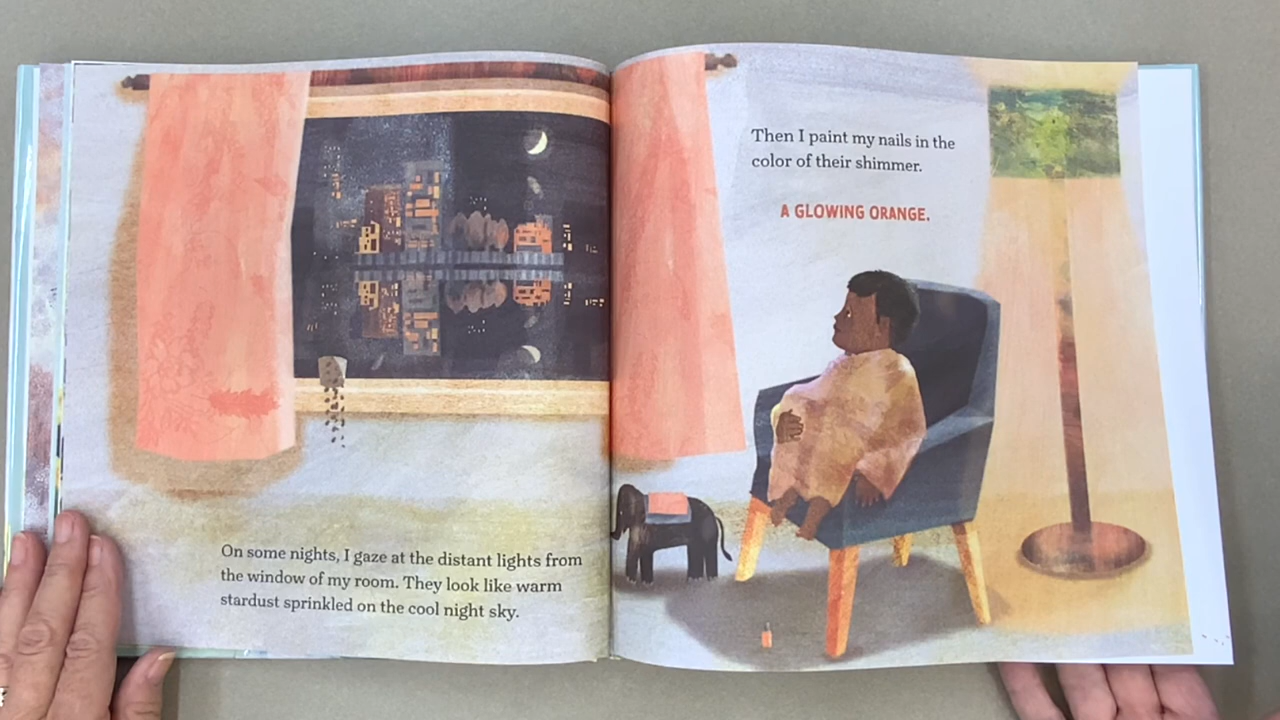 On some nights, I gaze at the distant lights from
the window of my room. They look like warm
stardust sprinkled on the cool night sky.
Then I paint my nails in the
color of their shimmer.
A GLOWING ORANGE.